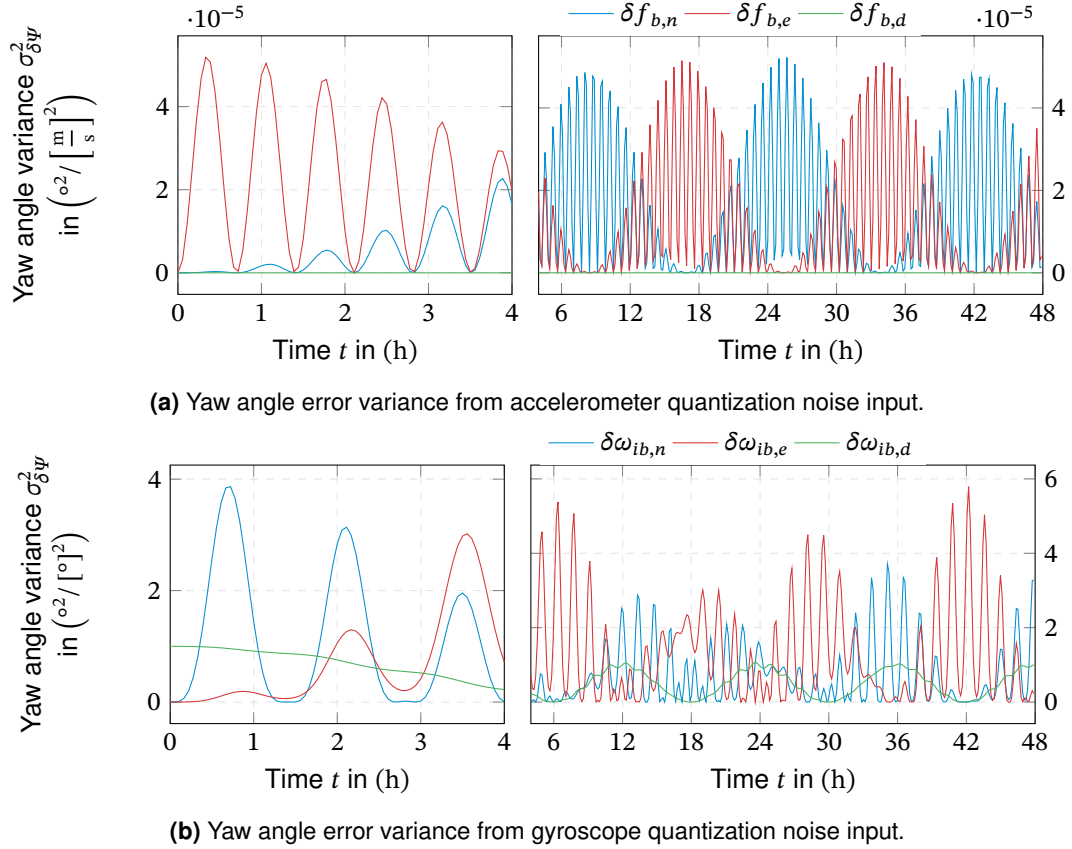 ·10⁻⁵
δf_{b,n} δf_{b,e} δf_{b,d}
·10⁻⁵
Yaw angle variance σ²_{δΨ}
in (°²/[m/s]²)
4
2
0
0 1 2 3 4
Time t in (h)
4
2
0
6 12 18 24 30 36 42 48
Time t in (h)
(a) Yaw angle error variance from accelerometer quantization noise input.
δω_{ib,n} δω_{ib,e} δω_{ib,d}
Yaw angle variance σ²_{δΨ}
in (°²/[°]²)
4
2
0
0 1 2 3 4
Time t in (h)
6
4
2
0
6 12 18 24 30 36 42 48
Time t in (h)
(b) Yaw angle error variance from gyroscope quantization noise input.